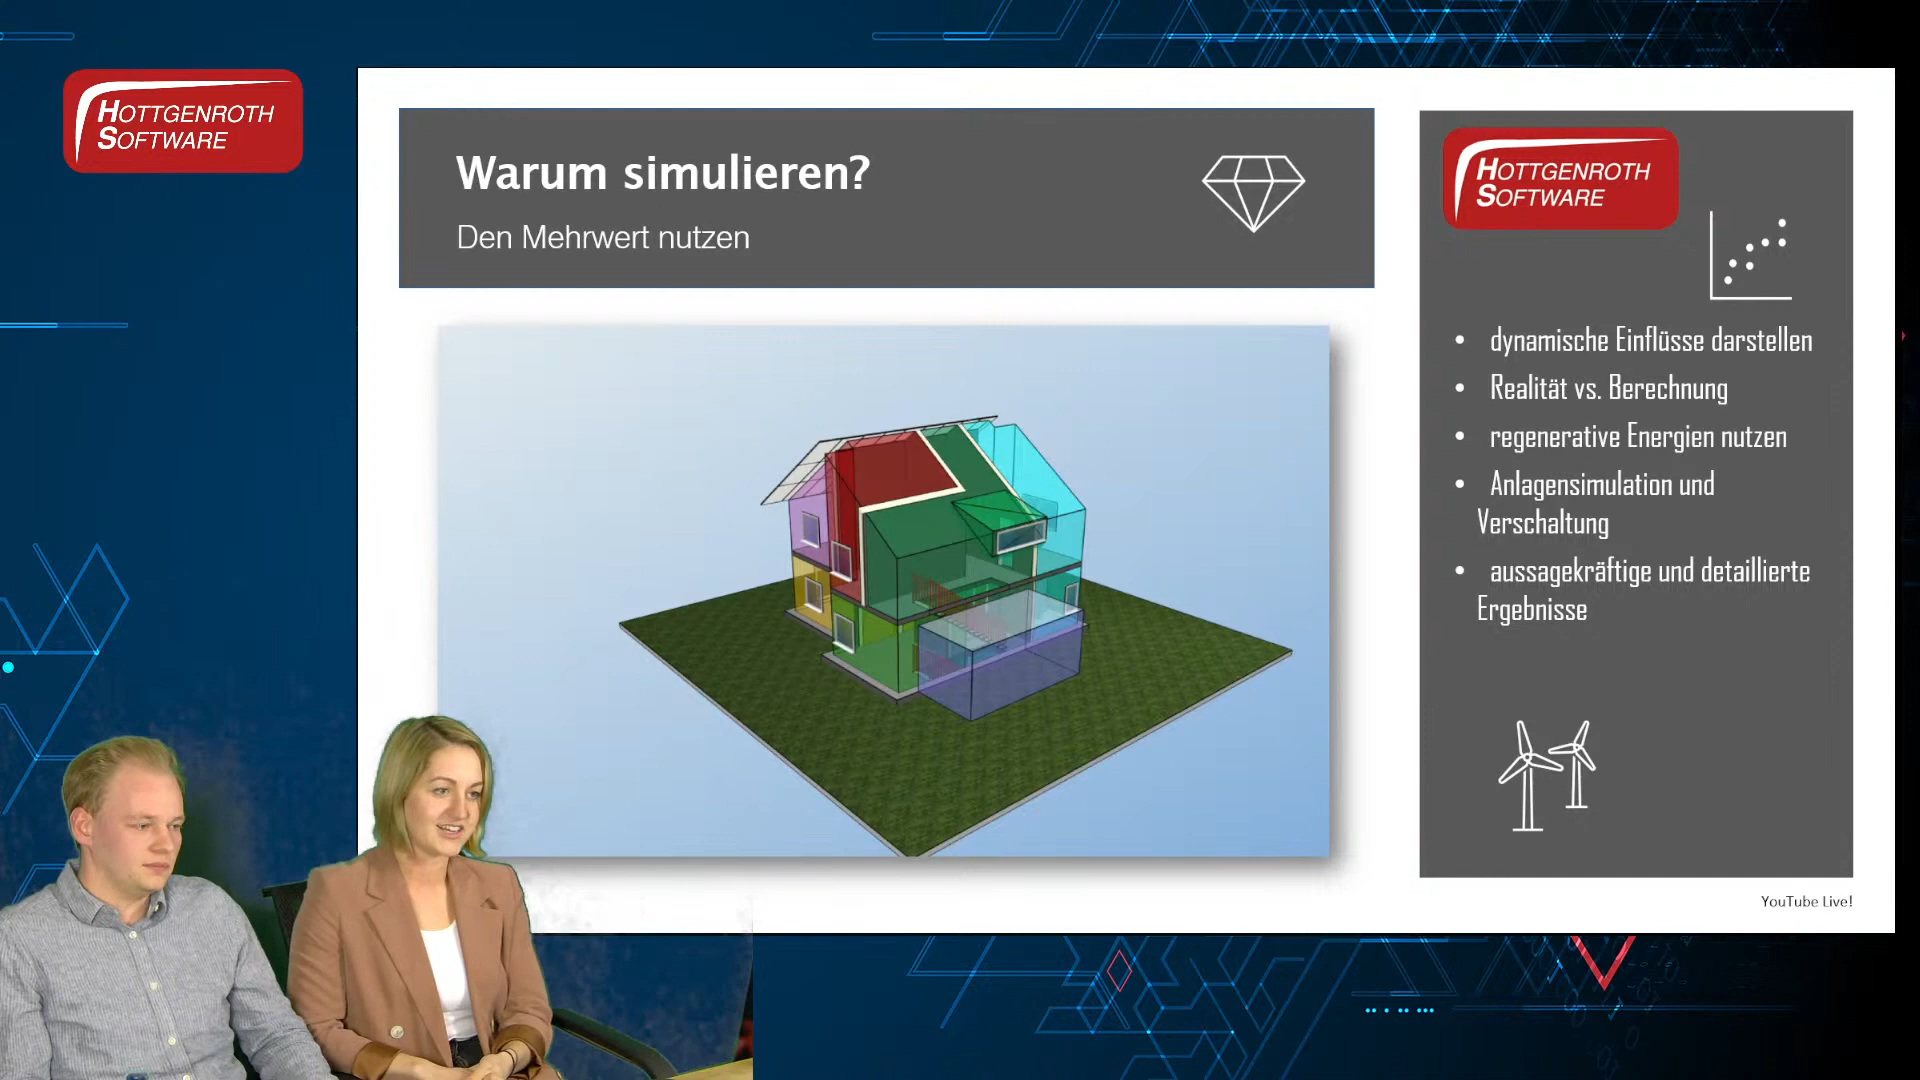 HOTTGENROTH
SOFTWARE
Warum simulieren?
Den Mehrwert nutzen
HOTTGENROTH
SOFTWARE
• dynamische Einflüsse darstellen
• Realität vs. Berechnung
• regenerative Energien nutzen
• Anlagensimulation und
Verschaltung
• aussagekräftige und detaillierte
Ergebnisse
YouTube Live!